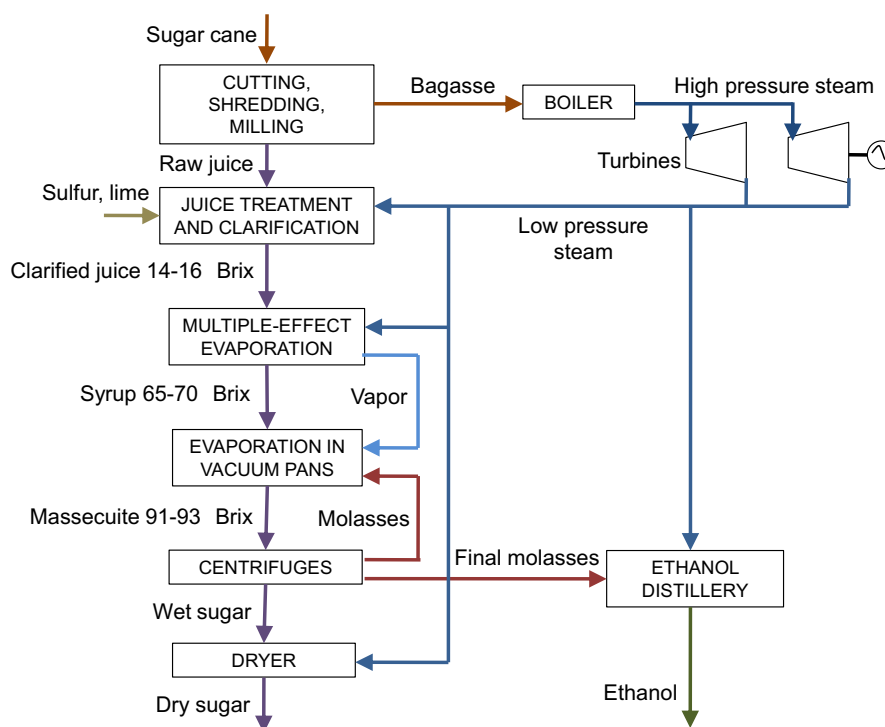 Sugar cane
CUTTING,
SHREDDING,
MILLING
Bagasse
BOILER
High pressure steam
Turbines
Raw juice
Sulfur, lime
JUICE TREATMENT
AND CLARIFICATION
Low pressure
steam
Clarified juice 14-16 Brix
MULTIPLE-EFFECT
EVAPORATION
Vapor
Syrup 65-70 Brix
EVAPORATION IN
VACUUM PANS
Massecuite 91-93 Brix
Molasses
CENTRIFUGES
Final molasses
ETHANOL
DISTILLERY
Wet sugar
DRYER
Dry sugar
Ethanol